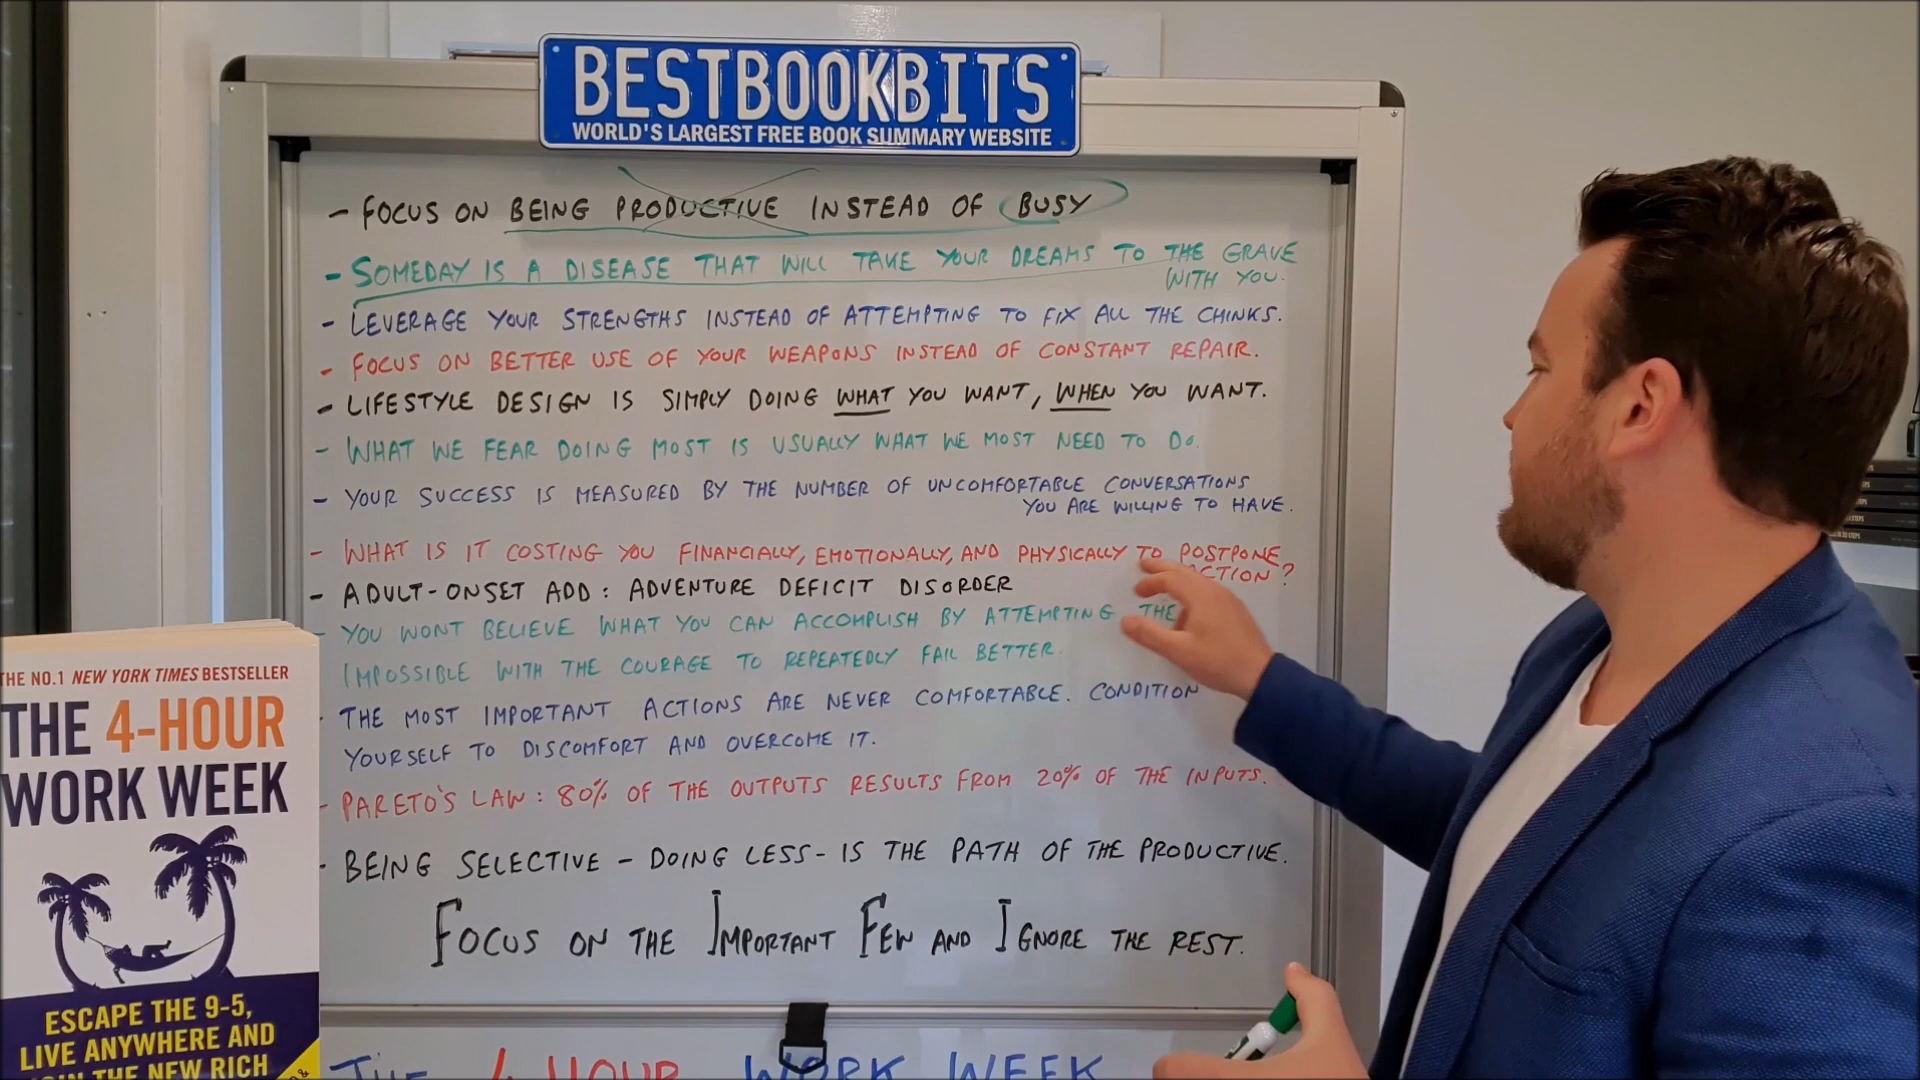 BESTBOOKBITS
WORLD'S LARGEST FREE BOOK SUMMARY WEBSITE
- FOCUS ON BEING PRODUCTIVE INSTEAD OF BUSY
- SOMEDAY IS A DISEASE THAT WILL TAKE YOUR DREAMS TO THE GRAVE
WITH YOU.
- LEVERAGE YOUR STRENGTHS INSTEAD OF ATTEMPTING TO FIX ALL THE CHINKS.
- FOCUS ON BETTER USE OF YOUR WEAPONS INSTEAD OF CONSTANT REPAIR.
- LIFESTYLE DESIGN IS SIMPLY DOING WHAT YOU WANT, WHEN YOU WANT.
- WHAT WE FEAR DOING MOST IS USUALLY WHAT WE MOST NEED TO DO.
- YOUR SUCCESS IS MEASURED BY THE NUMBER OF UNCOMFORTABLE CONVERSATIONS
YOU ARE WILLING TO HAVE.
- WHAT IS IT COSTING YOU FINANCIALLY, EMOTIONALLY, AND PHYSICALLY TO POSTPONE
ACTION?
- ADULT-ONSET ADD: ADVENTURE DEFICIT DISORDER
- YOU WONT BELIEVE WHAT YOU CAN ACCOMPLISH BY ATTEMPTING THE
IMPOSSIBLE WITH THE COURAGE TO REPEATEDLY FAIL BETTER.
- THE MOST IMPORTANT ACTIONS ARE NEVER COMFORTABLE. CONDITION
YOURSELF TO DISCOMFORT AND OVERCOME IT.
- PARETO'S LAW: 80% OF THE OUTPUTS RESULTS FROM 20% OF THE INPUTS.
- BEING SELECTIVE - DOING LESS - IS THE PATH OF THE PRODUCTIVE.
FOCUS ON THE IMPORTANT FEW AND IGNORE THE REST.
THE 4 HOUR WORK WEEK
THE NO.1 NEW YORK TIMES BESTSELLER
THE 4-HOUR
WORK WEEK
ESCAPE THE 9-5,
LIVE ANYWHERE AND
JOIN THE NEW RICH